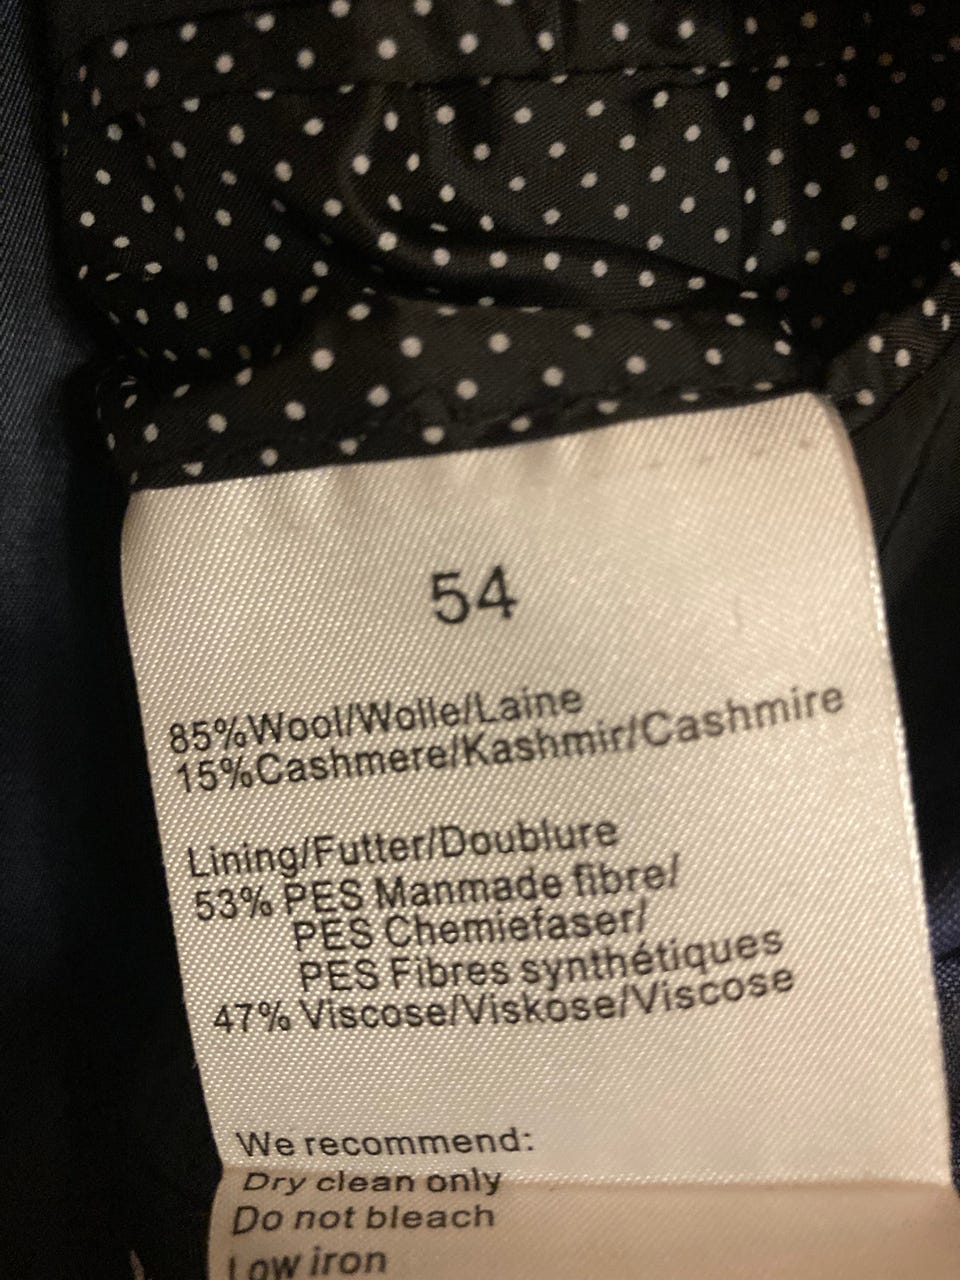 54
85%Wool/Wolle/Laine
15%Cashmere/Kashmir/Cashmire
Lining/Futter/Doublure
53% PES Manmade fibre/
PES Chemiefaser/
PES Fibres synthétiques
47% Viscose/Viskose/Viscose
We recommend:
Dry clean only
Do not bleach
Low iron